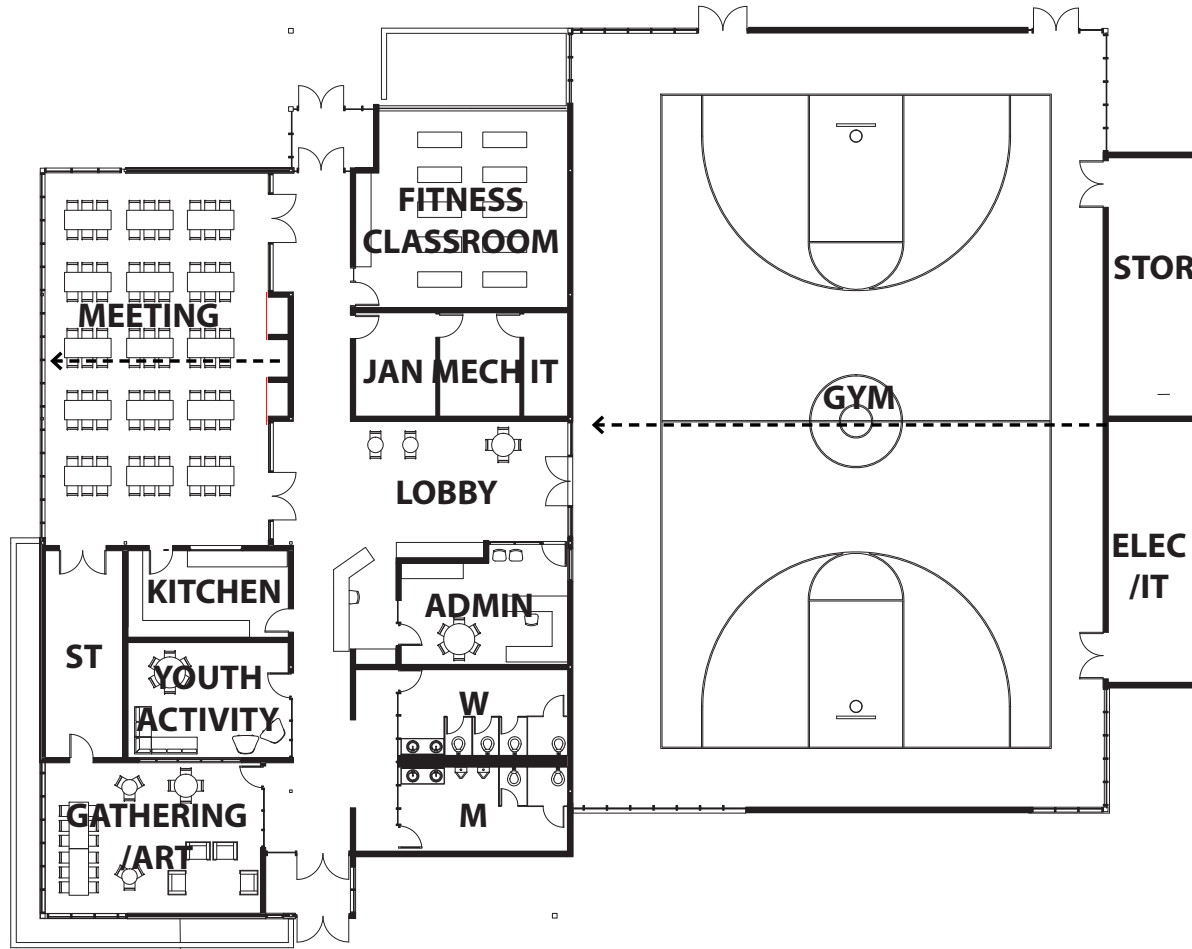 FITNESS
CLASSROOM
MEETING
STOR
JAN MECH IT
GYM
LOBBY
ELEC
/IT
KITCHEN
ADMIN
ST
YOUTH
ACTIVITY
W
GATHERING
/ART
M